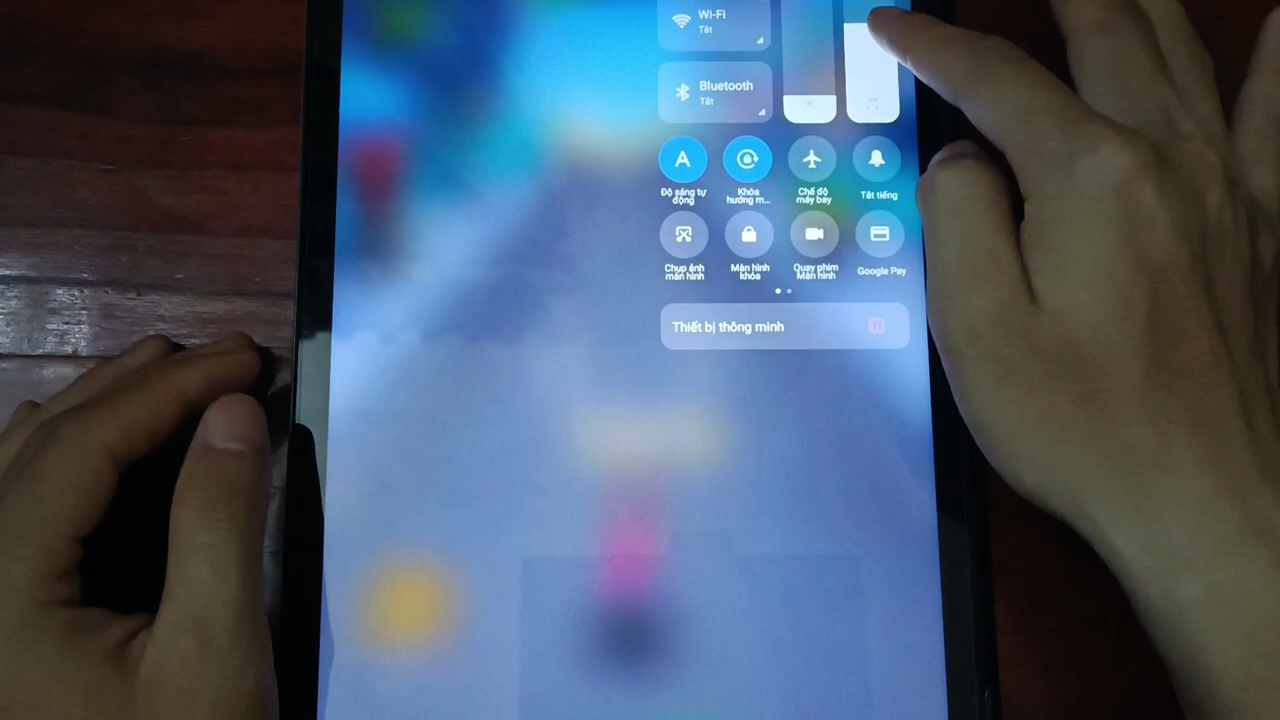 Wi-Fi
Tắt
Bluetooth
Tắt
A
Độ sáng tự
động
Khóa
hướng m...
Chế độ
máy bay
Tắt tiếng
Chụp ảnh
màn hình
Màn hình
khóa
Quay phim
Màn hình
Google Pay
Thiết bị thông minh